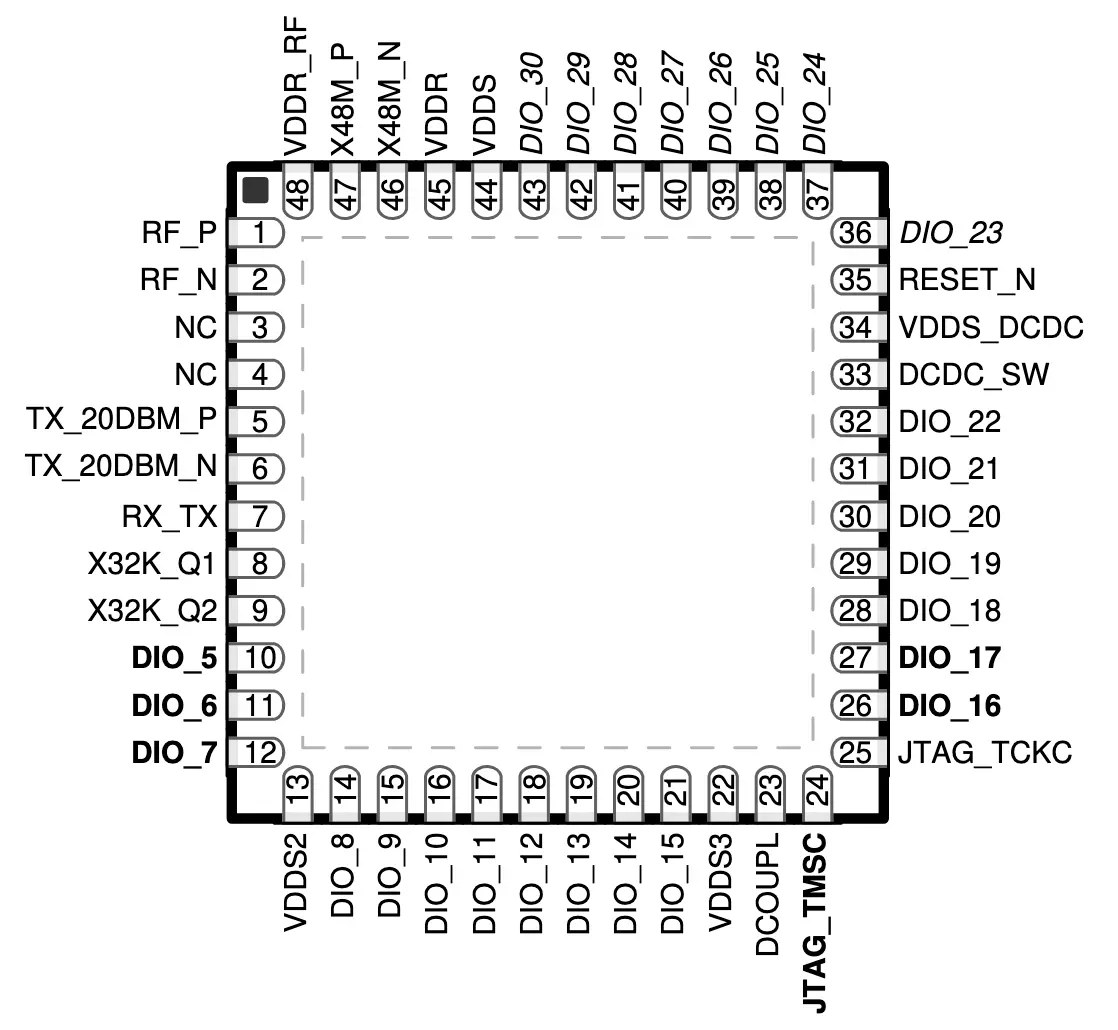 VDDR_RF
X48M_P
X48M_N
VDDR
VDDS
DIO_30
DIO_29
DIO_28
DIO_27
DIO_26
DIO_25
DIO_24
48
47
46
45
44
43
42
41
40
39
38
37
RF_P 1
RF_N 2
NC 3
NC 4
TX_20DBM_P 5
TX_20DBM_N 6
RX_TX 7
X32K_Q1 8
X32K_Q2 9
DIO_5 10
DIO_6 11
DIO_7 12
36 DIO_23
35 RESET_N
34 VDDS_DCDC
33 DCDC_SW
32 DIO_22
31 DIO_21
30 DIO_20
29 DIO_19
28 DIO_18
27 DIO_17
26 DIO_16
25 JTAG_TCKC
13
14
15
16
17
18
19
20
21
22
23
24
VDDS2
DIO_8
DIO_9
DIO_10
DIO_11
DIO_12
DIO_13
DIO_14
DIO_15
VDDS3
DCOUPL
JTAG_TMSC